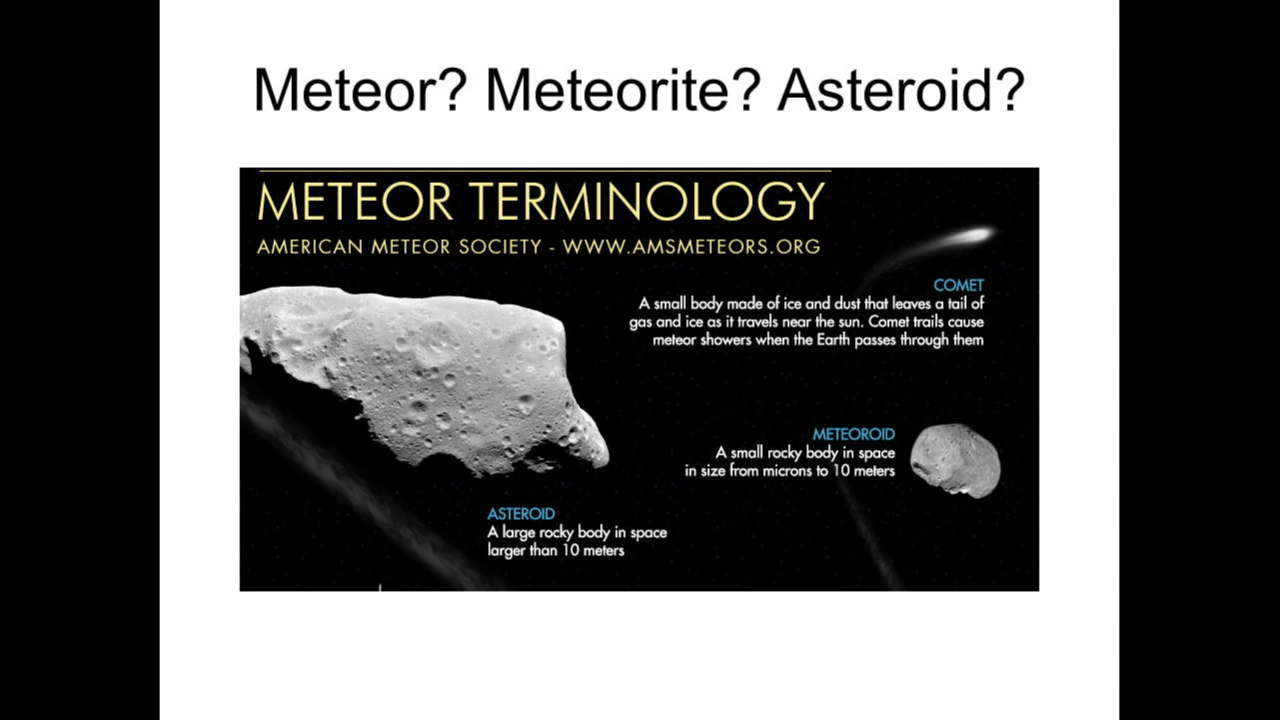 Meteor? Meteorite? Asteroid?
METEOR TERMINOLOGY
AMERICAN METEOR SOCIETY - WWW.AMSMETEORS.ORG
COMET
A small body made of ice and dust that leaves a tail of
gas and ice as it travels near the sun. Comet trails cause
meteor showers when the Earth passes through them
METEOROID
A small rocky body in space
in size from microns to 10 meters
ASTEROID
A large rocky body in space
larger than 10 meters